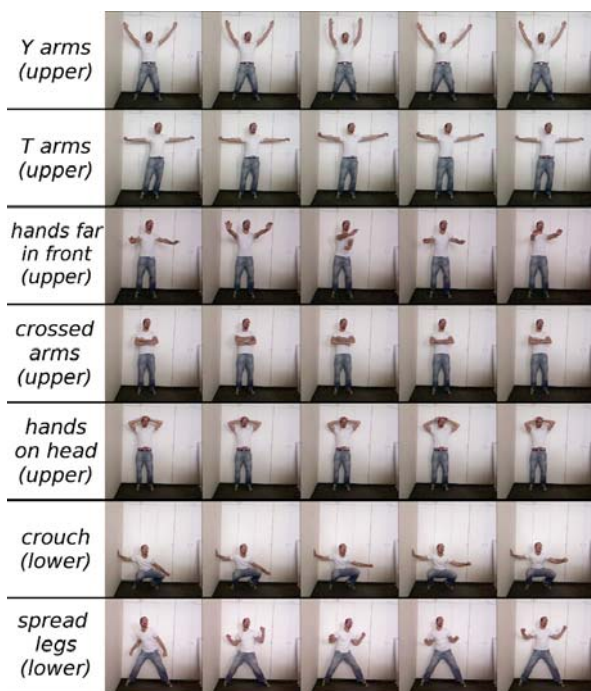 Y arms
(upper)
T arms
(upper)
hands far
in front
(upper)
crossed
arms
(upper)
hands
on head
(upper)
crouch
(lower)
spread
legs
(lower)